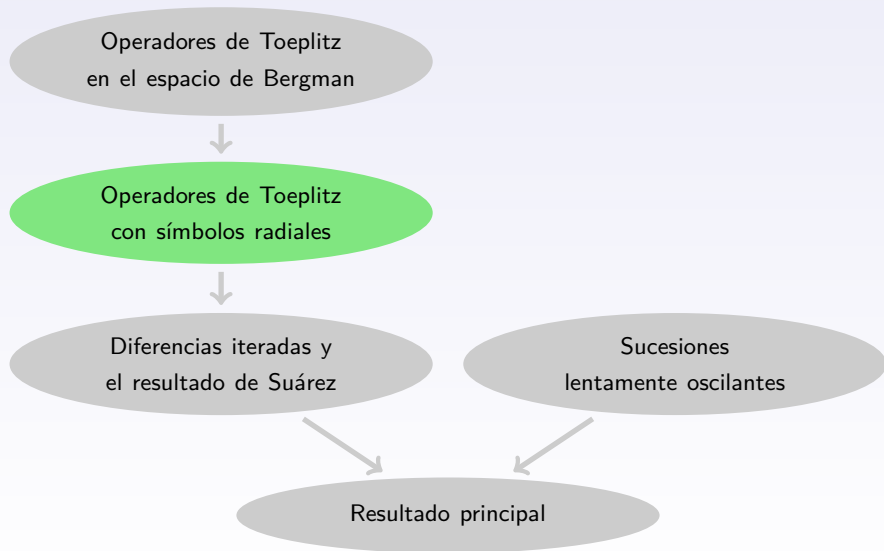 Operadores de Toeplitz
en el espacio de Bergman
Operadores de Toeplitz
con símbolos radiales
Diferencias iteradas y
el resultado de Suárez
Sucesiones
lentamente oscilantes
Resultado principal